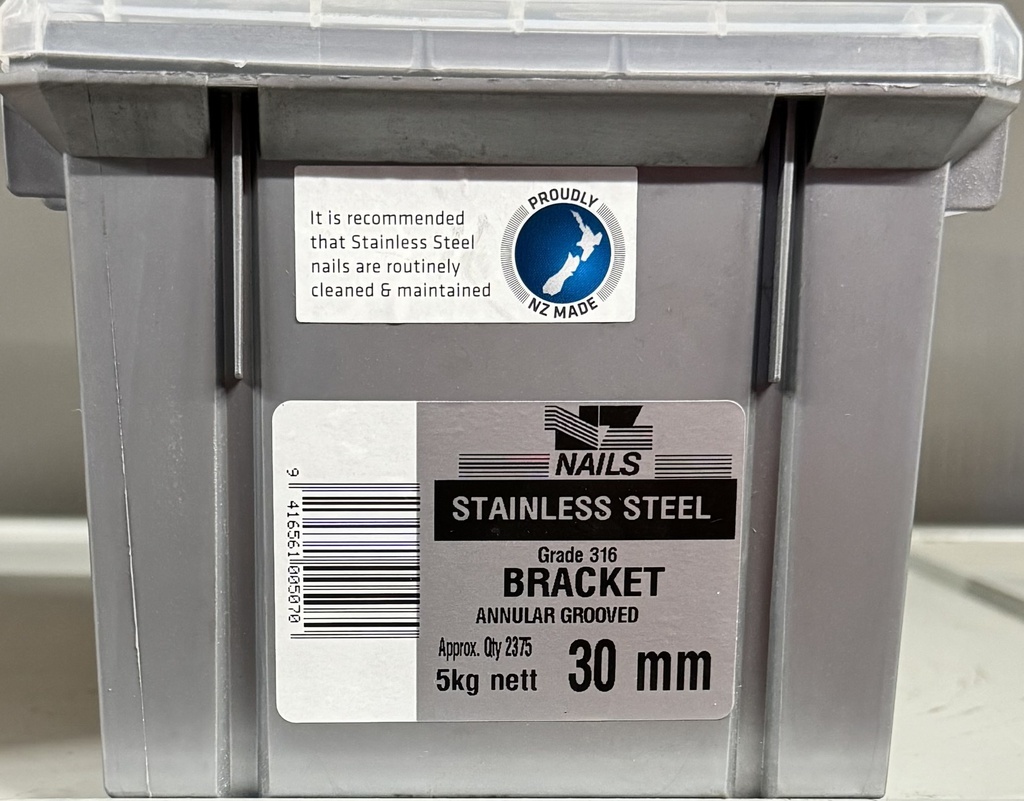 It is recommended
that Stainless Steel
nails are routinely
cleaned & maintained
PROUDLY
NZ MADE
NZ
NAILS
STAINLESS STEEL
Grade 316
BRACKET
ANNULAR GROOVED
Approx. Qty 2375
5kg nett
30 mm
9 416561 005070